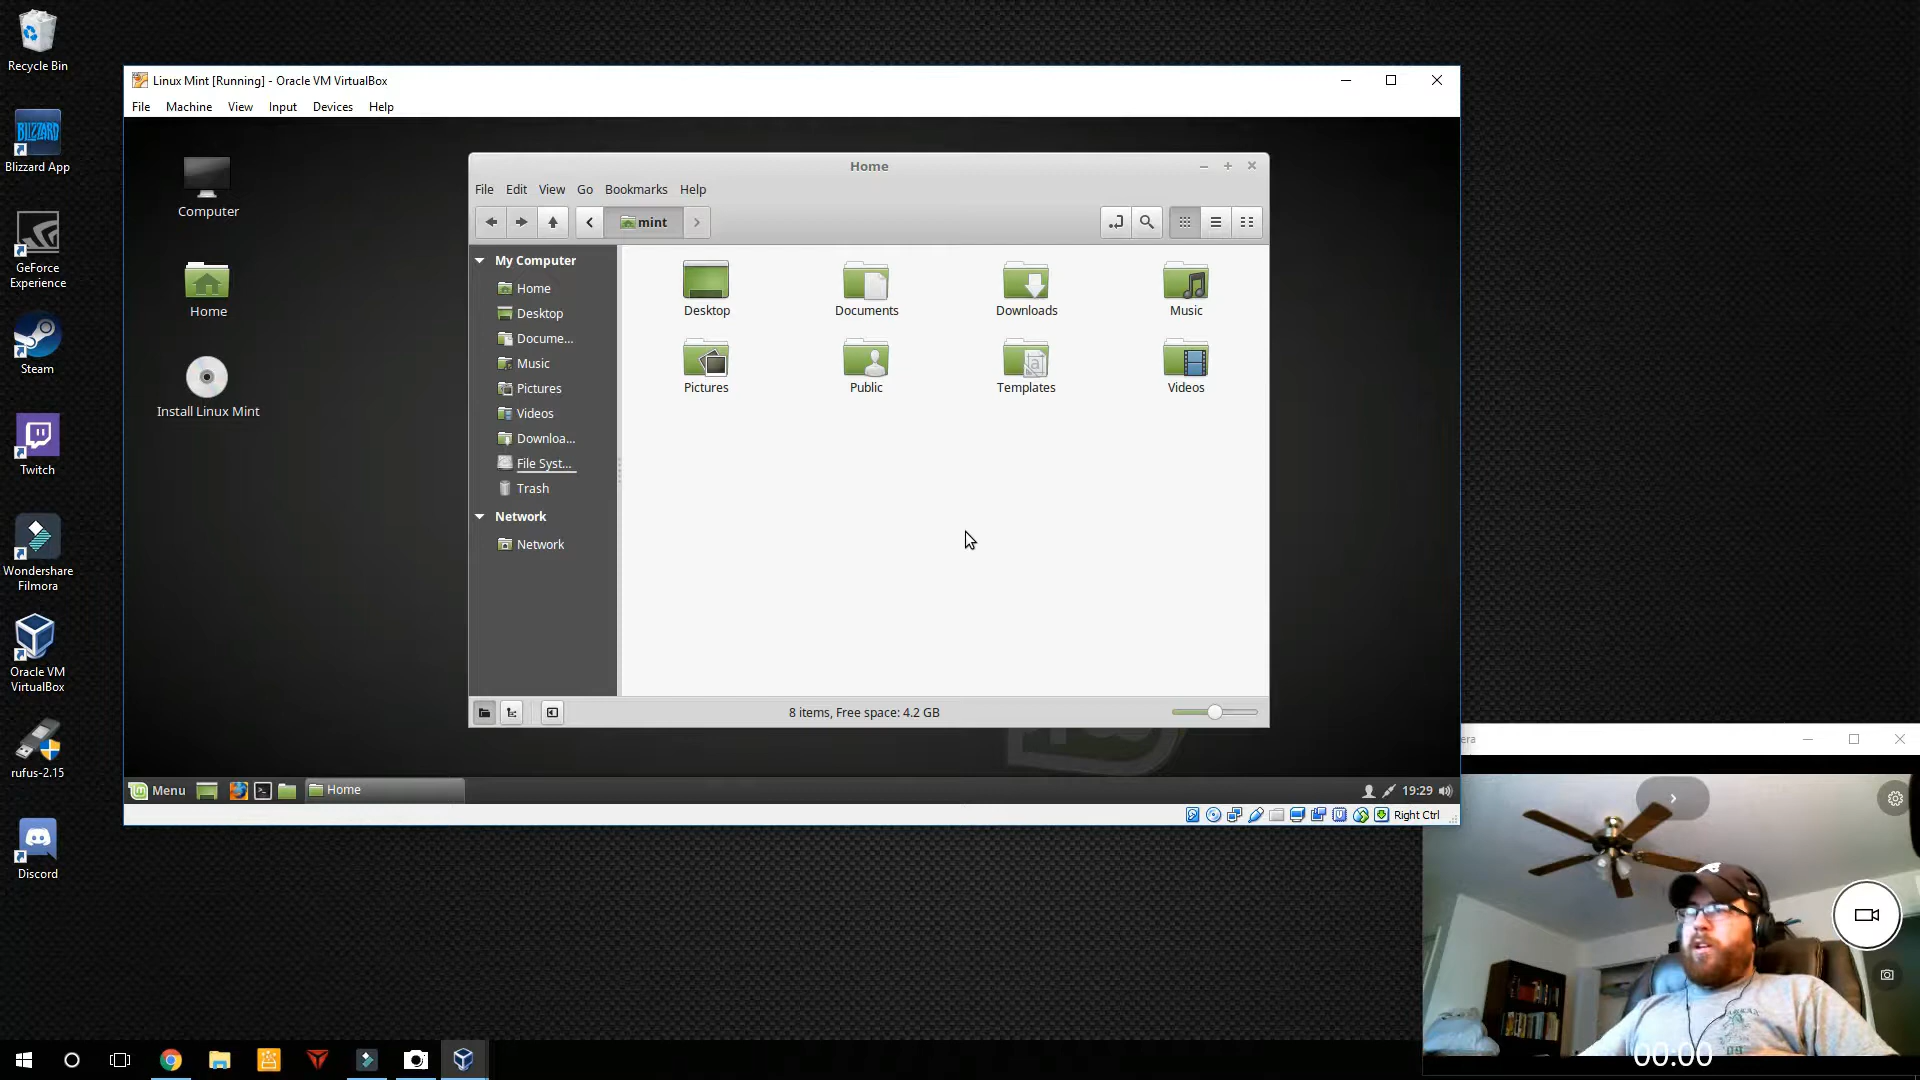 Recycle Bin
BLIZZARD
Blizzard App
GeForce
Experience
Steam
Twitch
Wondershare
Filmora
Oracle VM
VirtualBox
rufus-2.15
Discord
Linux Mint [Running] - Oracle VM VirtualBox
File Machine View Input Devices Help
Computer
Home
Install Linux Mint
Home
File Edit View Go Bookmarks Help
mint
My Computer
Home
Desktop
Docume...
Music
Pictures
Videos
Downloa...
File Syst...
Trash
Network
Network
Desktop Documents Downloads Music
Pictures Public Templates Videos
8 items, Free space: 4.2 GB
Menu Home 19:29
Right Ctrl
era
00:00